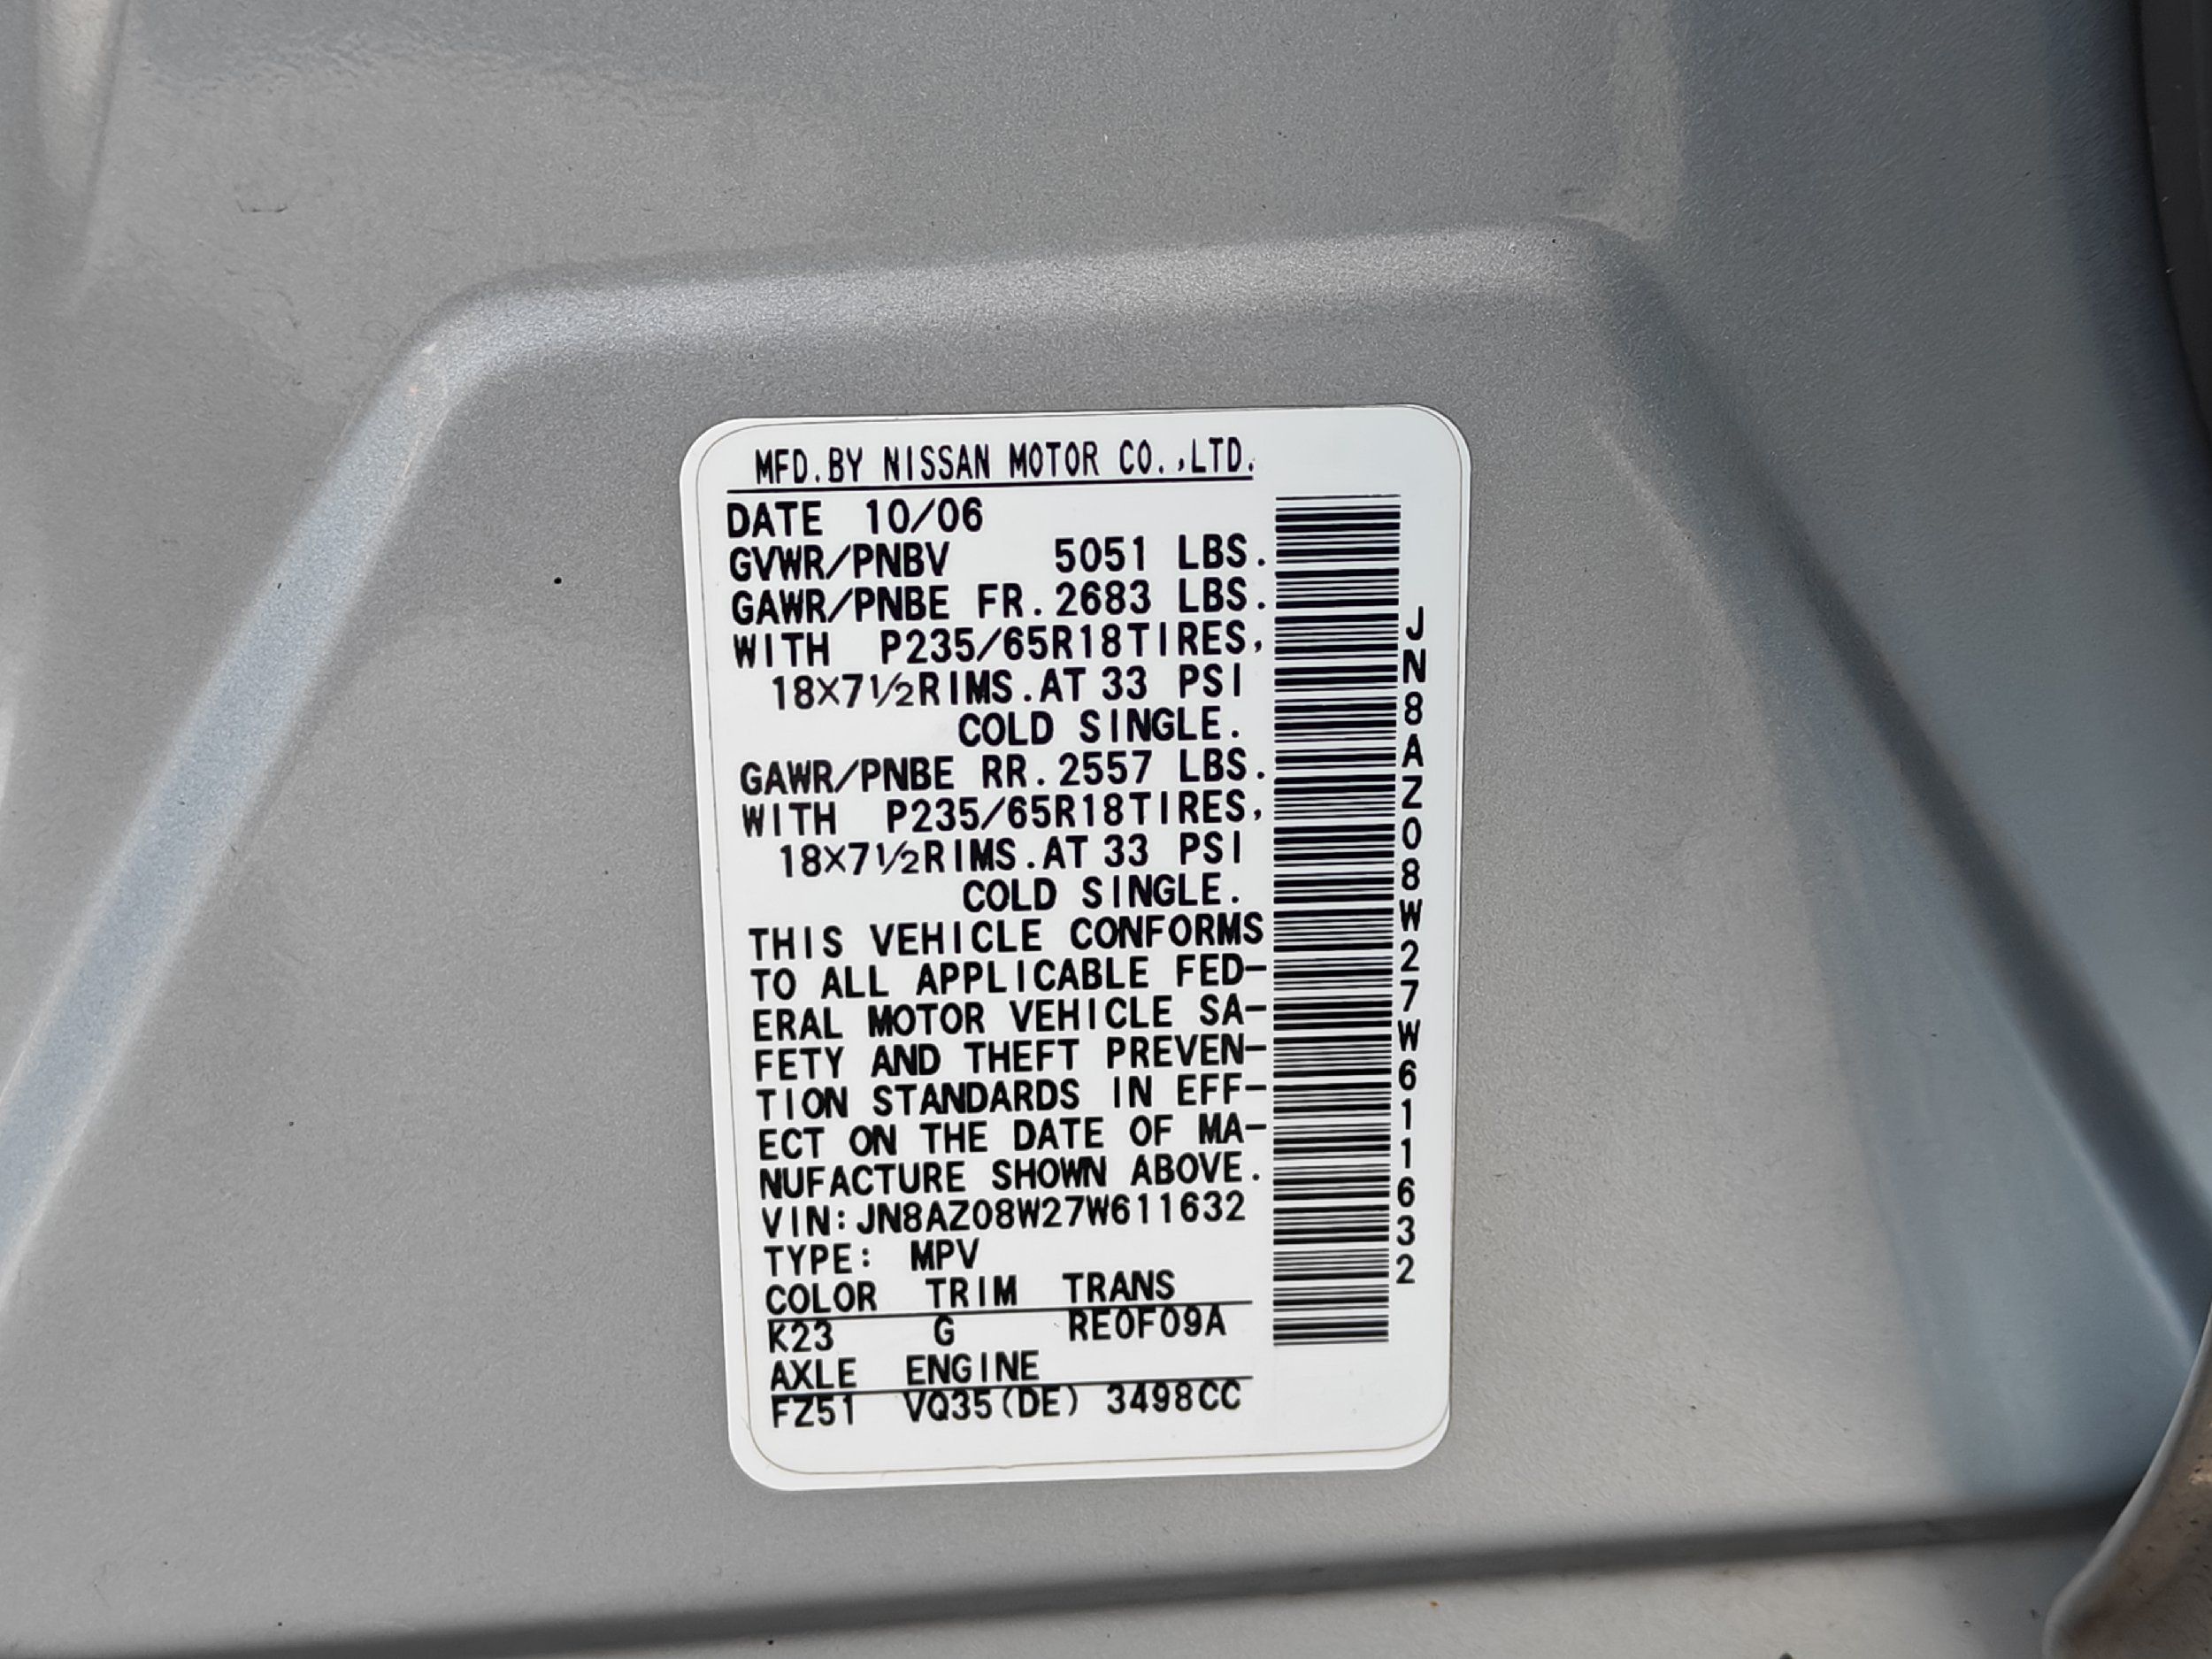 MFD.BY NISSAN MOTOR CO.,LTD.
DATE 10/06
GVWR/PNBV 5051 LBS.
GAWR/PNBE FR.2683 LBS.
WITH P235/65R18TIRES,
18×7½RIMS.AT 33 PSI
COLD SINGLE.
GAWR/PNBE RR.2557 LBS.
WITH P235/65R18TIRES,
18×7½RIMS.AT 33 PSI
COLD SINGLE.
THIS VEHICLE CONFORMS
TO ALL APPLICABLE FED-
ERAL MOTOR VEHICLE SA-
FETY AND THEFT PREVEN-
TION STANDARDS IN EFF-
ECT ON THE DATE OF MA-
NUFACTURE SHOWN ABOVE.
VIN:JN8AZ08W27W611632
TYPE: MPV
COLOR TRIM TRANS
K23 G RE0F09A
AXLE ENGINE
FZ51 VQ35(DE) 3498CC
JN8AZ08W27W611632